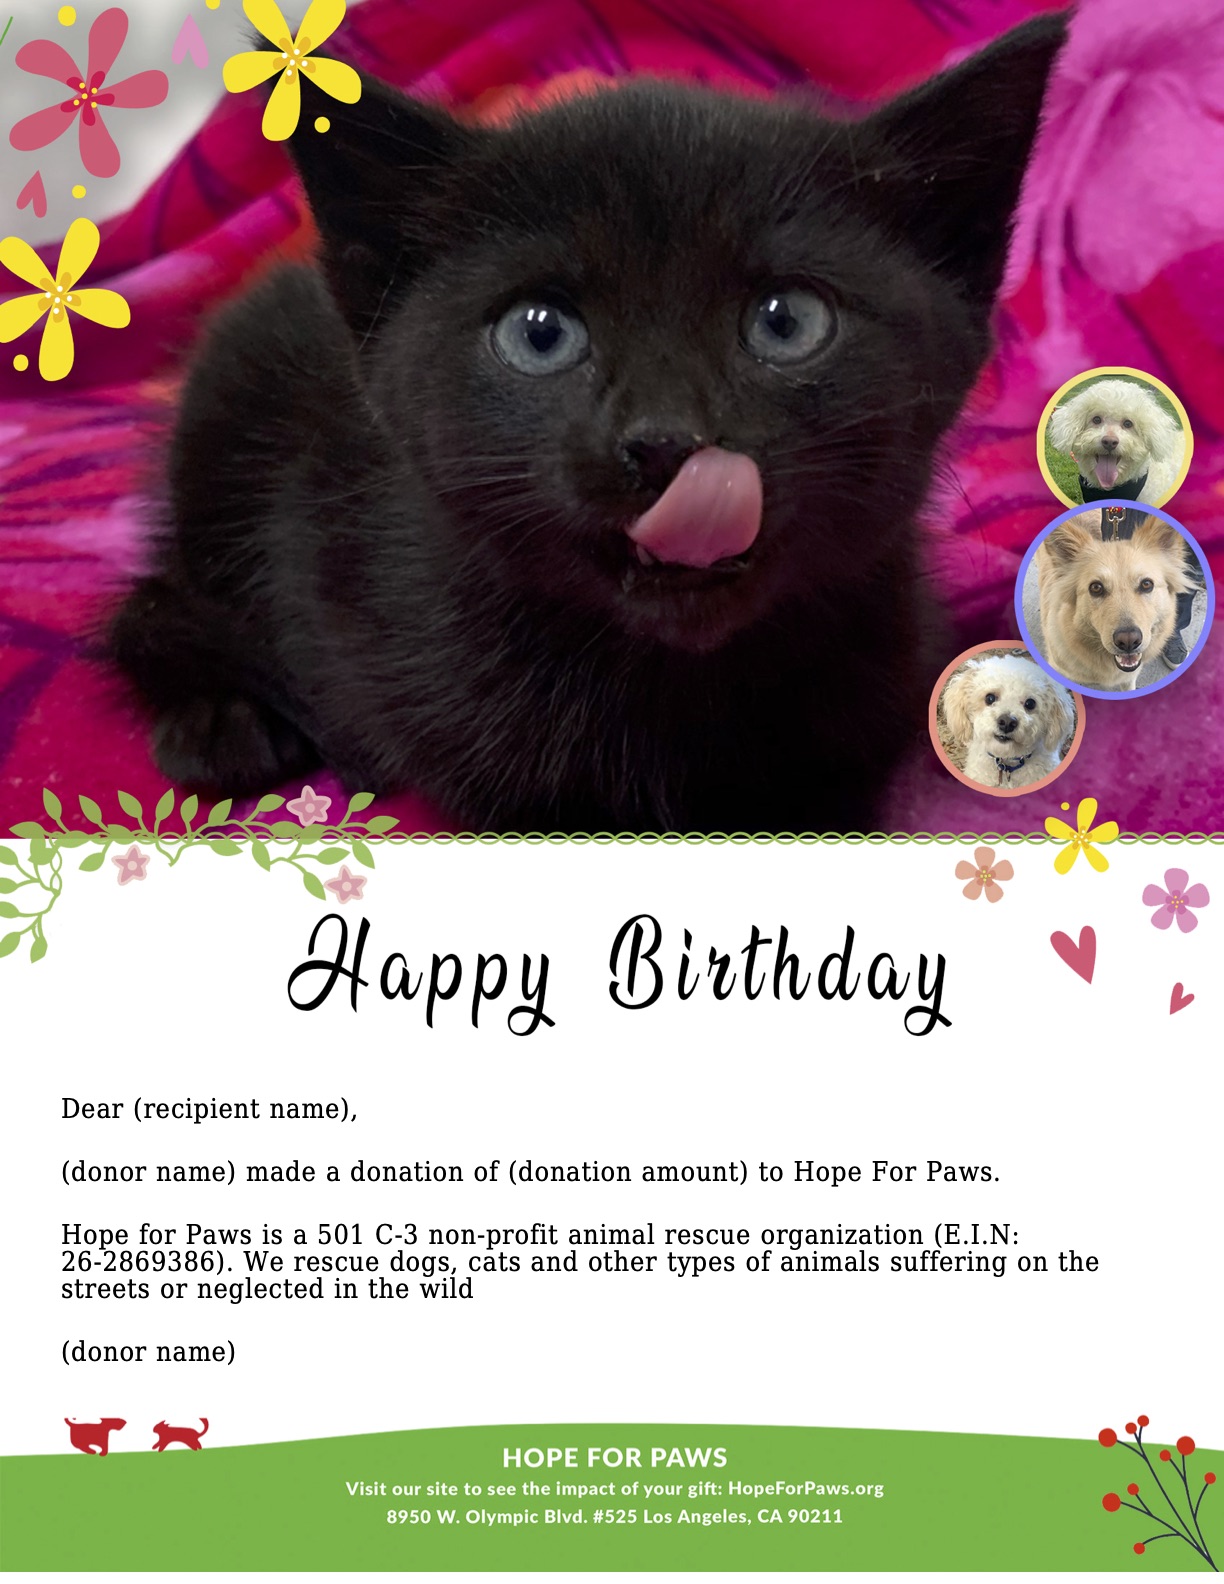 Happy Birthday
Dear (recipient name),
(donor name) made a donation of (donation amount) to Hope For Paws.
Hope for Paws is a 501 C-3 non-profit animal rescue organization (E.I.N:
26-2869386). We rescue dogs, cats and other types of animals suffering on the
streets or neglected in the wild
(donor name)
HOPE FOR PAWS
Visit our site to see the impact of your gift: HopeForPaws.org
8950 W. Olympic Blvd. #525 Los Angeles, CA 90211